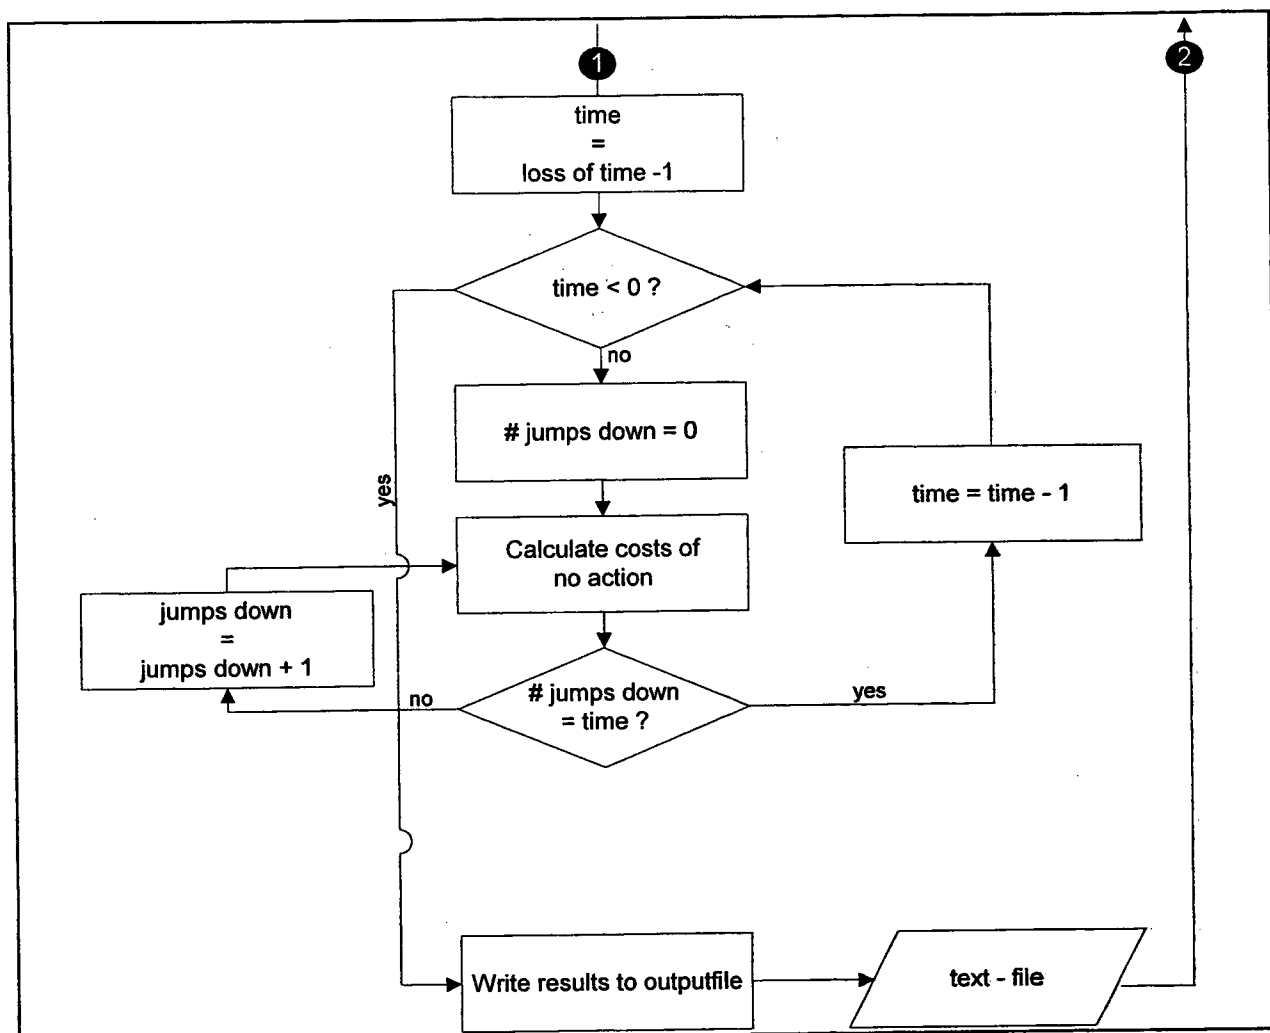 1
2
time
=
loss of time -1
time < 0 ?
no
# jumps down = 0
yes
time = time - 1
Calculate costs of
no action
jumps down
=
jumps down + 1
no
# jumps down
= time ?
yes
Write results to outputfile
text - file